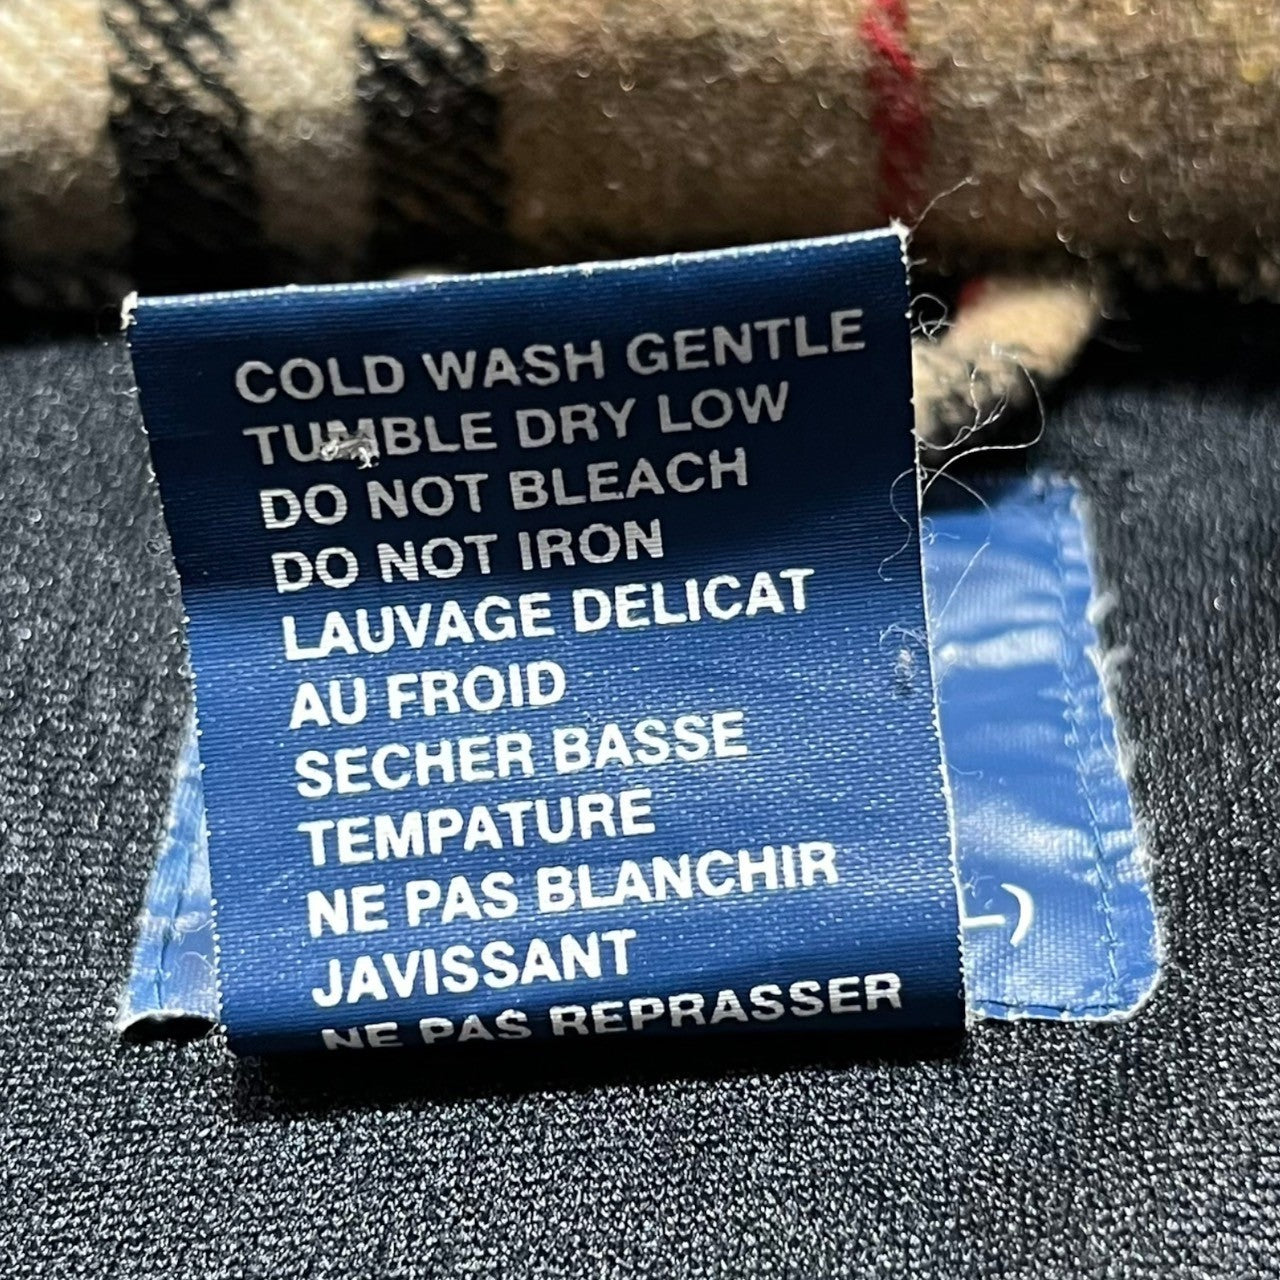 COLD WASH GENTLE
TUMBLE DRY LOW
DO NOT BLEACH
DO NOT IRON
LAUVAGE DELICAT
AU FROID
SECHER BASSE
TEMPATURE
NE PAS BLANCHIR
JAVISSANT
NE PAS REPRASSER